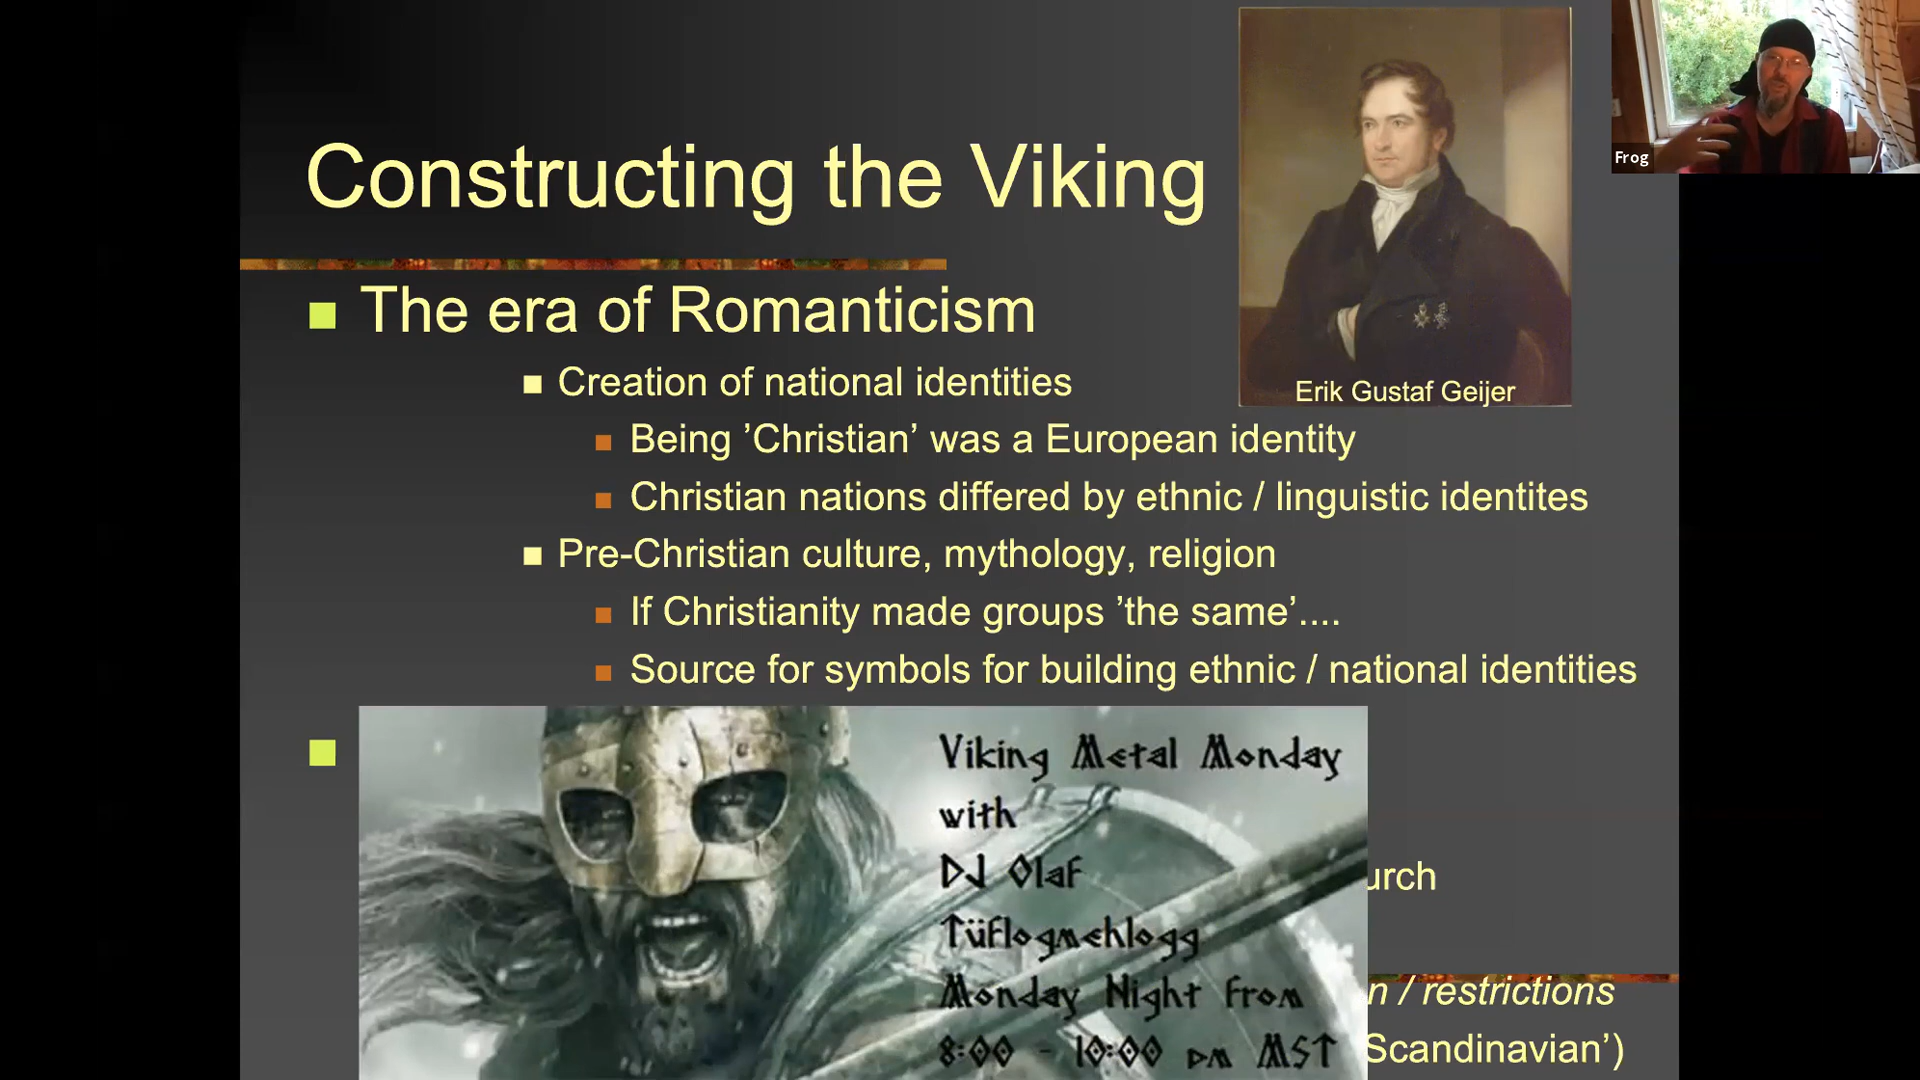 Constructing the Viking
Erik Gustaf Geijer
Frog
The era of Romanticism
Creation of national identities
Being ’Christian’ was a European identity
Christian nations differed by ethnic / linguistic identites
Pre-Christian culture, mythology, religion
If Christianity made groups ’the same’....
Source for symbols for building ethnic / national identities
Viking Metal Monday
with
DJ Olaf
Tüflogmehlogg
Monday Night from
8:00 - 10:00 pm MST
urch
n / restrictions
Scandinavian’)